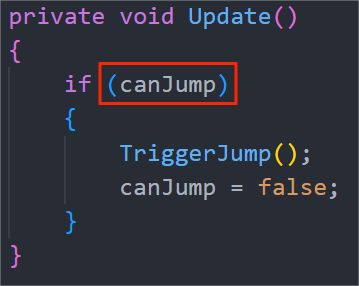 private void Update()
{
if (canJump)
{
TriggerJump();
canJump = false;
}
}